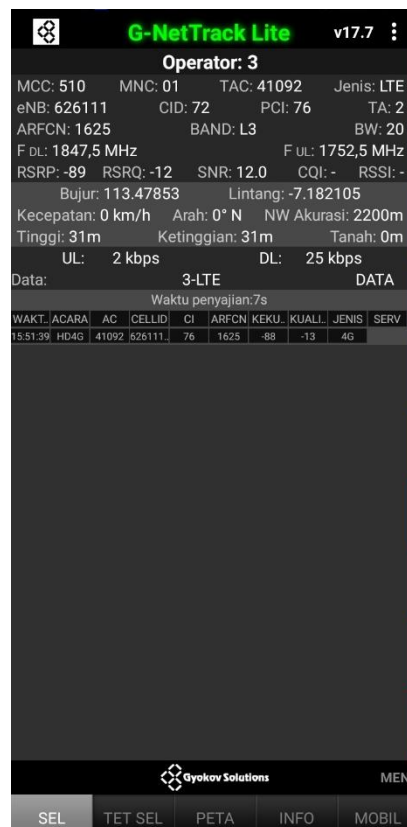 G-NetTrack Lite v17.7
Operator: 3
MCC: 510 MNC: 01 TAC: 41092 Jenis: LTE
eNB: 626111 CID: 72 PCI: 76 TA: 2
ARFCN: 1625 BAND: L3 BW: 20
F DL: 1847,5 MHz F UL: 1752,5 MHz
RSRP: -89 RSRQ: -12 SNR: 12.0 CQI: - RSSI: -
Bujur: 113.47853 Lintang: -7.182105
Kecepatan: 0 km/h Arah: 0° N NW Akurasi: 2200m
Tinggi: 31m Ketinggian: 31m Tanah: 0m
UL: 2 kbps DL: 25 kbps
Data: 3-LTE DATA
Waktu penyajian:7s
WAKT.. ACARA AC CELLID CI ARFCN KEKU.. KUALI.. JENIS SERV
15:51:39 HD4G 41092 626111.. 76 1625 -88 -13 4G
Gyokov Solutions MEN
SEL TET SEL PETA INFO MOBIL